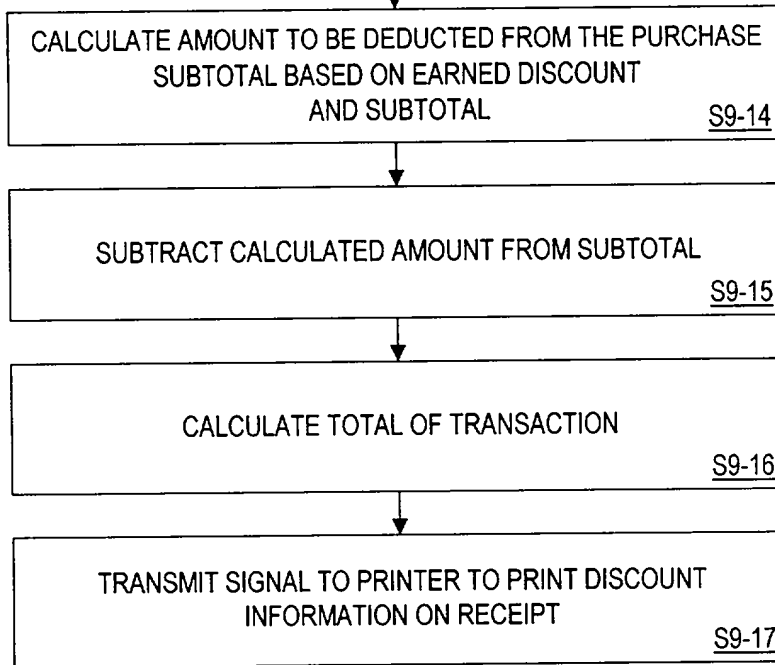 CALCULATE AMOUNT TO BE DEDUCTED FROM THE PURCHASE
SUBTOTAL BASED ON EARNED DISCOUNT
AND SUBTOTAL
S9-14
SUBTRACT CALCULATED AMOUNT FROM SUBTOTAL
S9-15
CALCULATE TOTAL OF TRANSACTION
S9-16
TRANSMIT SIGNAL TO PRINTER TO PRINT DISCOUNT
INFORMATION ON RECEIPT
S9-17